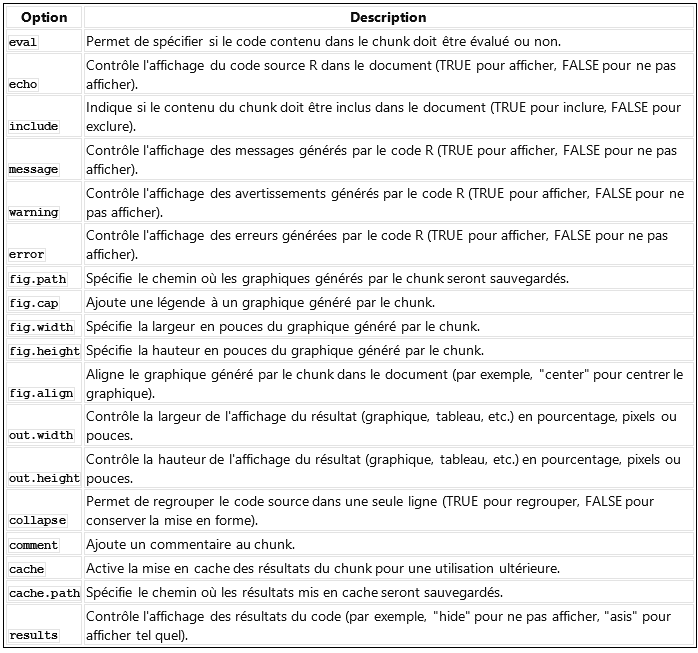 Option Description
eval Permet de spécifier si le code contenu dans le chunk doit être évalué ou non.
Contrôle l'affichage du code source R dans le document (TRUE pour afficher, FALSE pour ne pas
echo afficher).
Indique si le contenu du chunk doit être inclus dans le document (TRUE pour inclure, FALSE pour
include exclure).
Contrôle l'affichage des messages générés par le code R (TRUE pour afficher, FALSE pour ne pas
message afficher).
Contrôle l'affichage des avertissements générés par le code R (TRUE pour afficher, FALSE pour ne
warning pas afficher).
Contrôle l'affichage des erreurs générées par le code R (TRUE pour afficher, FALSE pour ne pas
error afficher).
fig.path Spécifie le chemin où les graphiques générés par le chunk seront sauvegardés.
fig.cap Ajoute une légende à un graphique généré par le chunk.
fig.width Spécifie la largeur en pouces du graphique généré par le chunk.
fig.height Spécifie la hauteur en pouces du graphique généré par le chunk.
Aligne le graphique généré par le chunk dans le document (par exemple, "center" pour centrer le
fig.align graphique).
Contrôle la largeur de l'affichage du résultat (graphique, tableau, etc.) en pourcentage, pixels ou
out.width pouces.
Contrôle la hauteur de l'affichage du résultat (graphique, tableau, etc.) en pourcentage, pixels ou
out.height pouces.
Permet de regrouper le code source dans une seule ligne (TRUE pour regrouper, FALSE pour
collapse conserver la mise en forme).
comment Ajoute un commentaire au chunk.
cache Active la mise en cache des résultats du chunk pour une utilisation ultérieure.
cache.path Spécifie le chemin où les résultats mis en cache seront sauvegardés.
Contrôle l'affichage des résultats du code (par exemple, "hide" pour ne pas afficher, "asis" pour
results afficher tel quel).